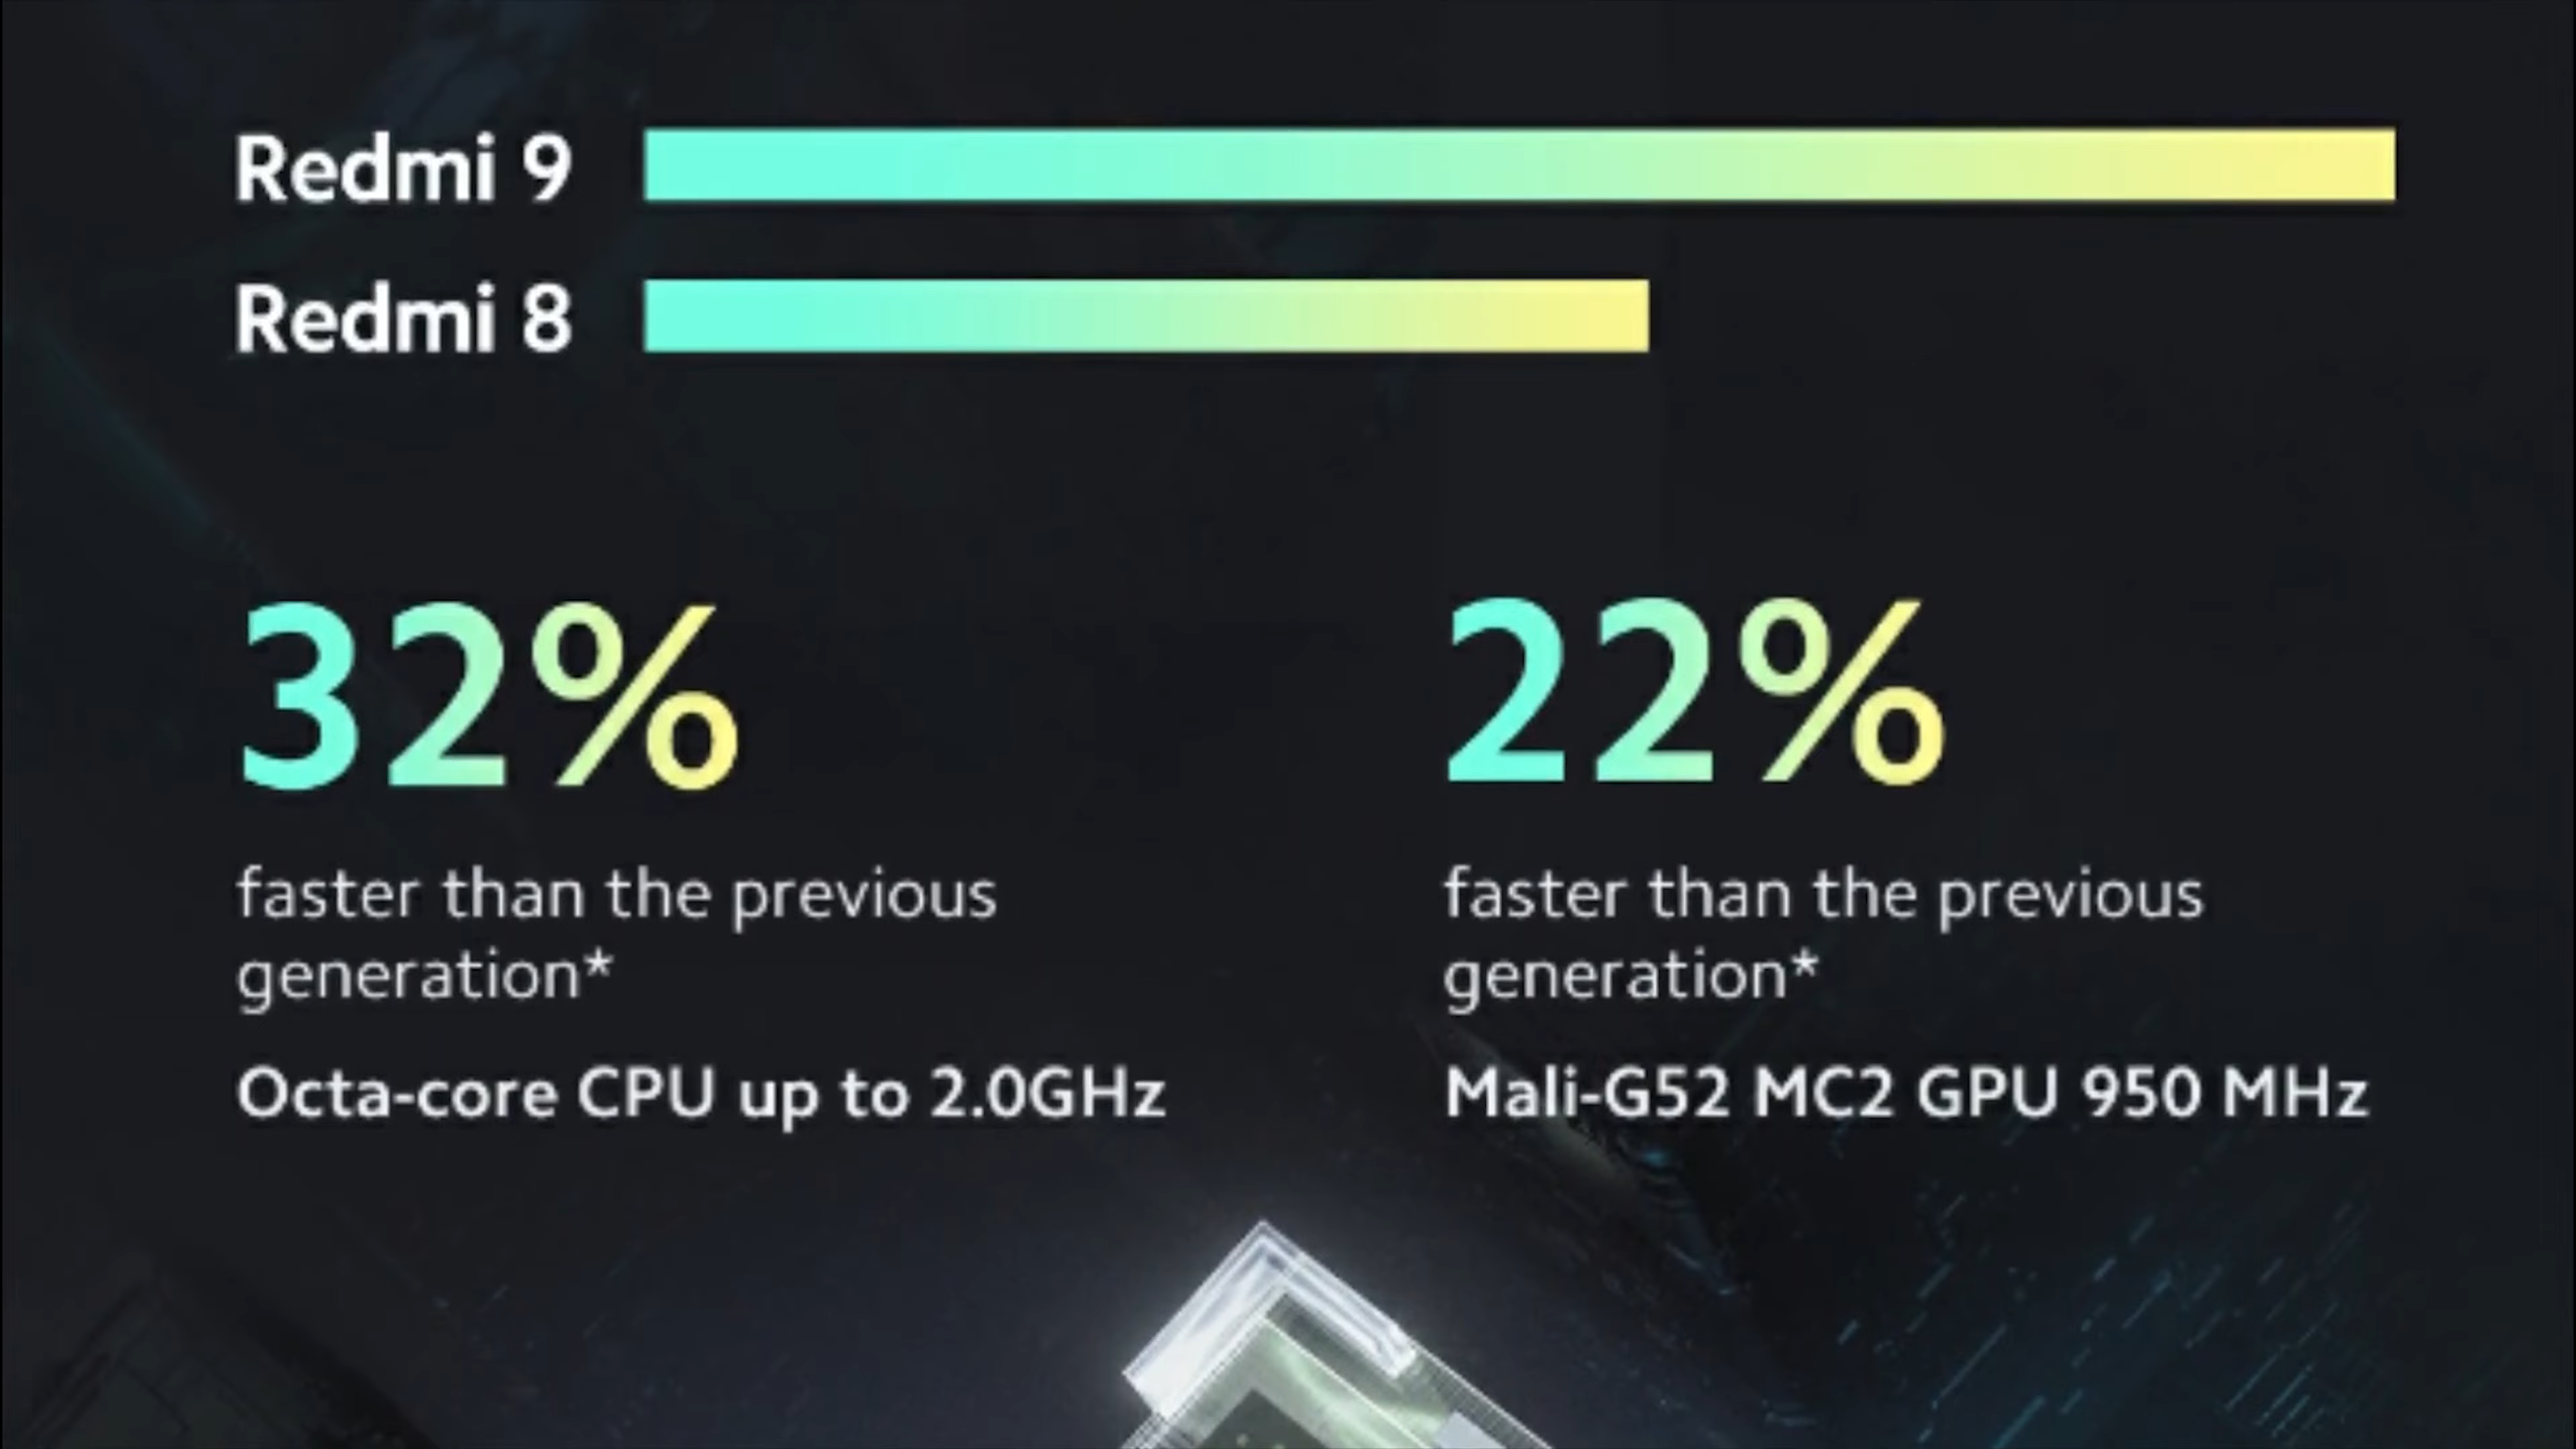 Redmi 9
Redmi 8
32%
faster than the previous
generation*
Octa-core CPU up to 2.0GHz
22%
faster than the previous
generation*
Mali-G52 MC2 GPU 950 MHz